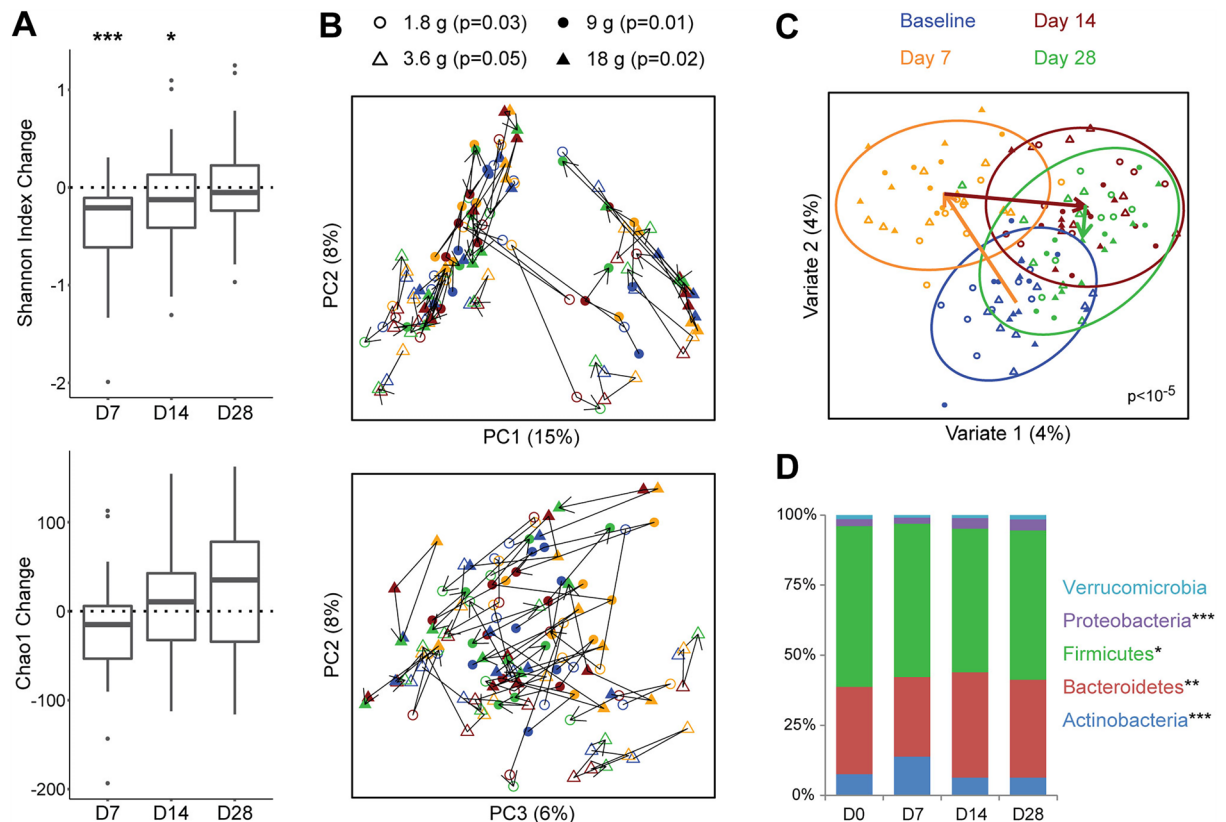 A
*** *
Shannon Index Change
1
0
-1
-2
D7 D14 D28
Chao1 Change
100
0
-100
-200
D7 D14 D28
B
1.8 g (p=0.03) 9 g (p=0.01)
3.6 g (p=0.05) 18 g (p=0.02)
PC2 (8%)
PC1 (15%)
PC2 (8%)
PC3 (6%)
C
Baseline Day 14
Day 7 Day 28
Variate 2 (4%)
p<10-5
Variate 1 (4%)
D
100%
75%
50%
25%
0%
D0 D7 D14 D28
Verrucomicrobia
Proteobacteria***
Firmicutes*
Bacteroidetes**
Actinobacteria***